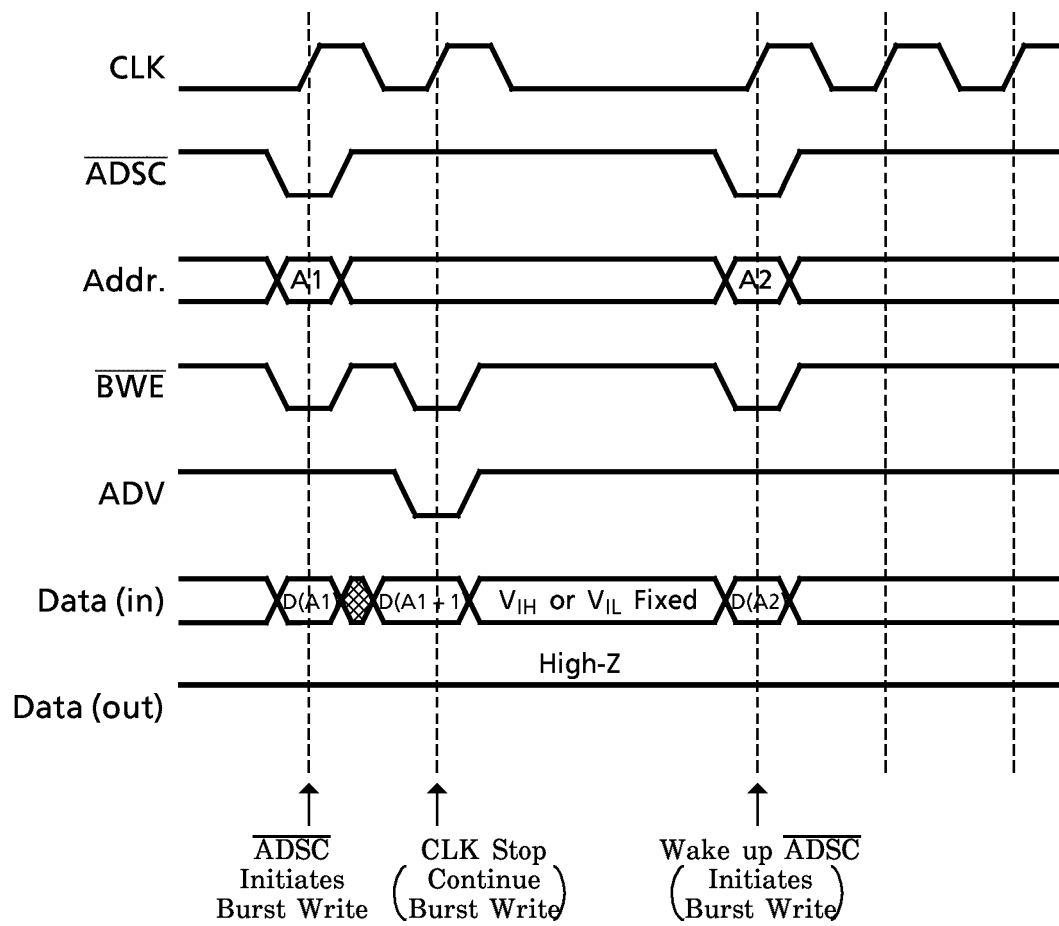 CLK
ADSC
Addr.
A1
A2
BWE
ADV
Data (in)
D(A1)
D(A1 + 1
VIH or VIL Fixed
D(A2)
High-Z
Data (out)
ADSC
Initiates
Burst Write
CLK Stop
(Continue
Burst Write)
Wake up ADSC
(Initiates
Burst Write)